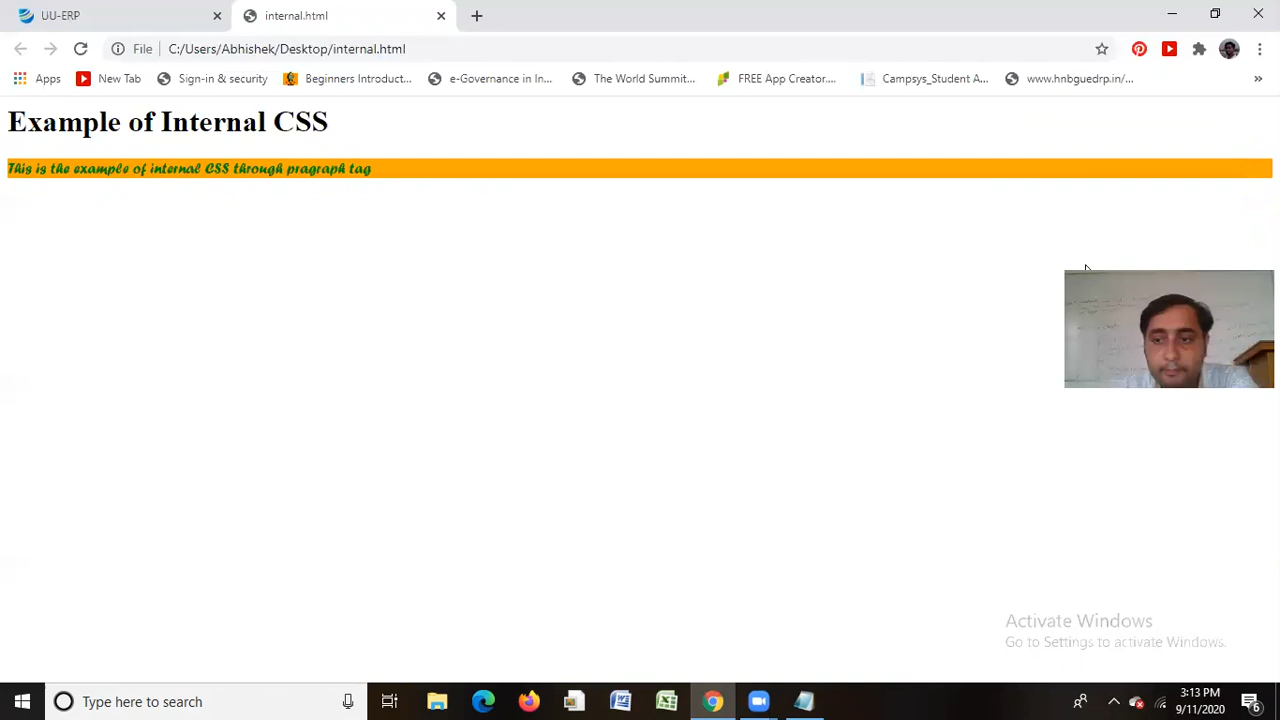 UU-ERP
internal.html
File
C:/Users/Abhishek/Desktop/internal.html
Apps
New Tab
Sign-in & security
Beginners Introduct...
e-Governance in In...
The World Summit...
FREE App Creator....
Campsys_Student A...
www.hnbguedrp.in/...
»
Example of Internal CSS
This is the example of internal CSS through pragraph tag
Activate Windows
Go to Settings to activate Windows.
Type here to search
3:13 PM
9/11/2020
6